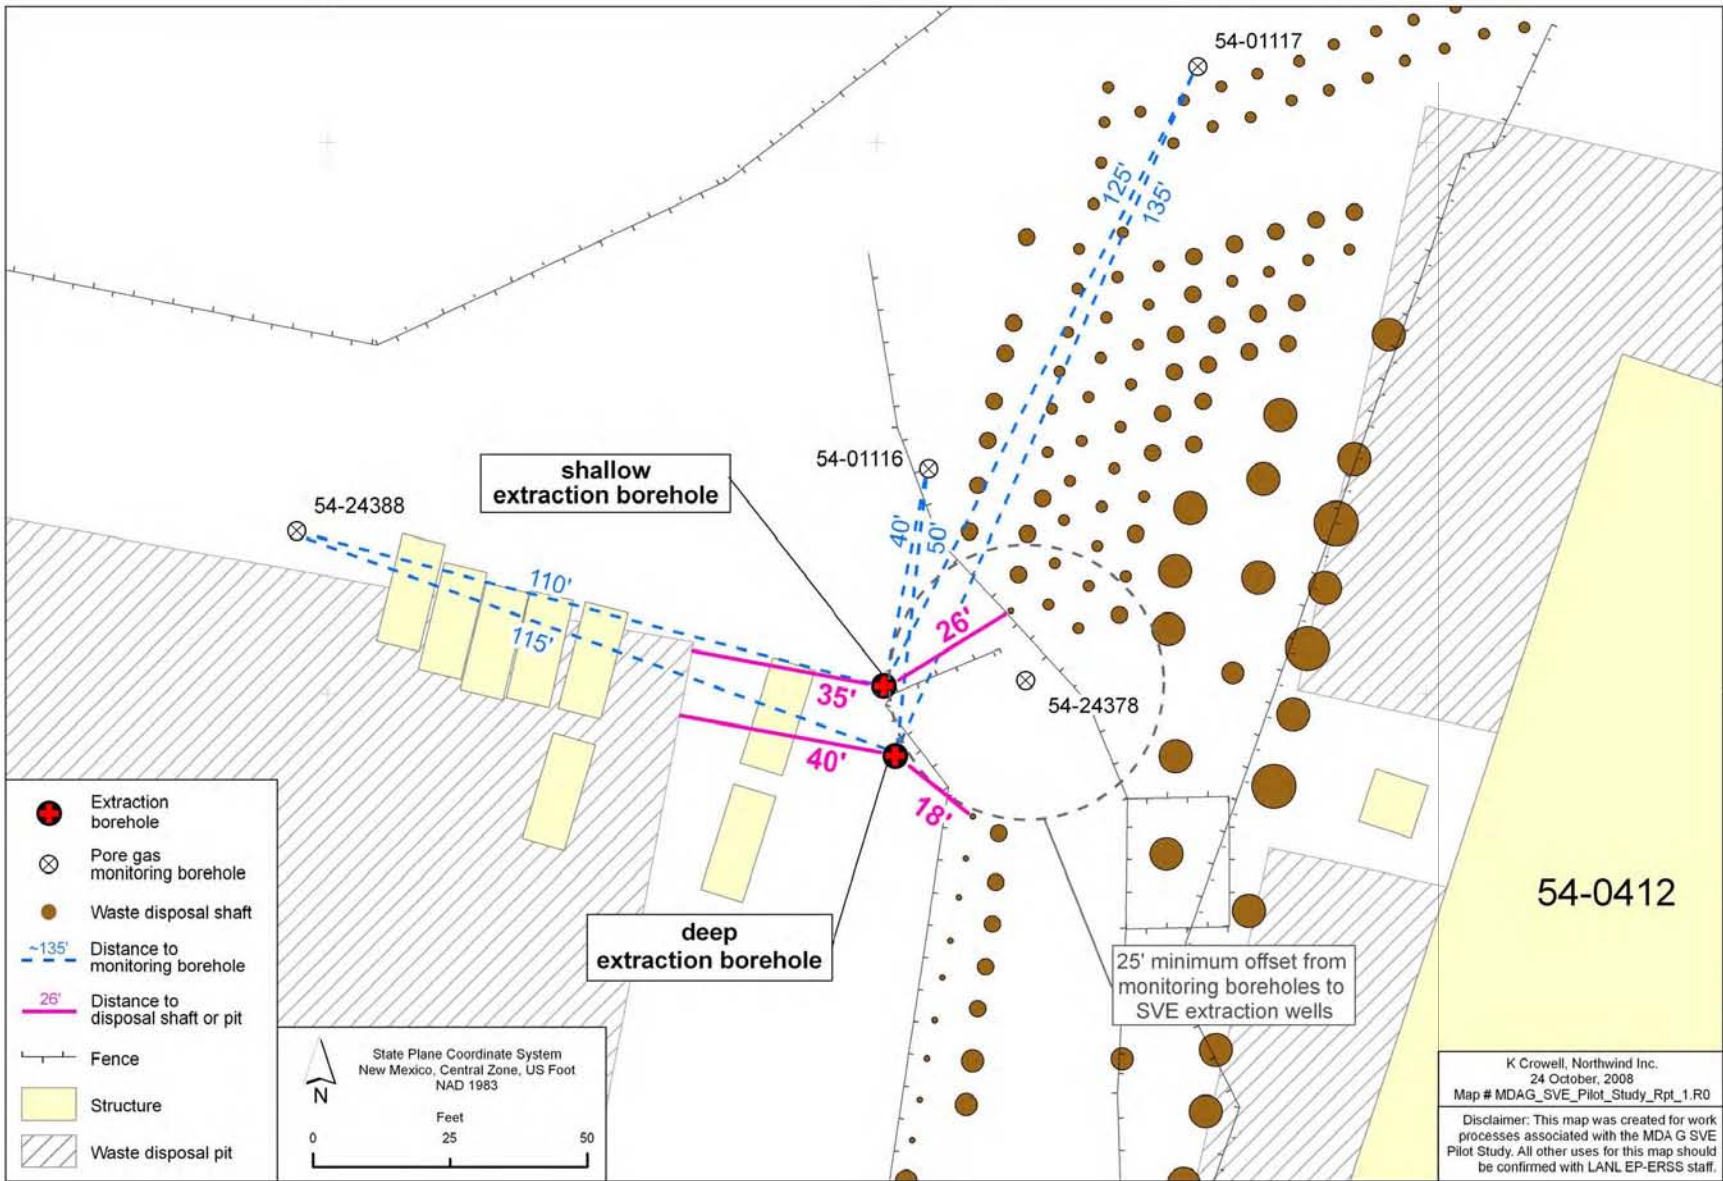 54-01117
125'
135'
54-01116
shallow
extraction borehole
54-24388
40'
50'
110'
115'
26'
35'
54-24378
40'
18'
54-0412
deep
extraction borehole
25' minimum offset from
monitoring boreholes to
SVE extraction wells
Extraction
borehole
Pore gas
monitoring borehole
Waste disposal shaft
~135'
Distance to
monitoring borehole
26'
Distance to
disposal shaft or pit
Fence
Structure
Waste disposal pit
N
State Plane Coordinate System
New Mexico, Central Zone, US Foot
NAD 1983
Feet
0 25 50
K Crowell, Northwind Inc.
24 October, 2008
Map # MDAG_SVE_Pilot_Study_Rpt_1.R0
Disclaimer: This map was created for work
processes associated with the MDA G SVE
Pilot Study. All other uses for this map should
be confirmed with LANL EP-ERSS staff.